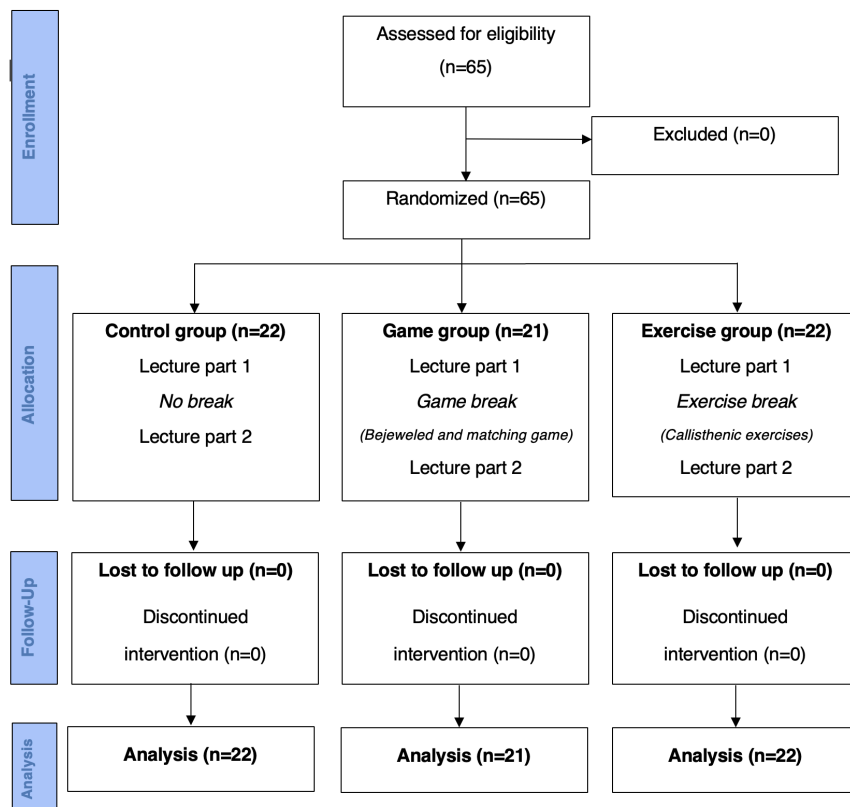 Enrollment
Assessed for eligibility
(n=65)
Excluded (n=0)
Randomized (n=65)
Allocation
Control group (n=22)
Lecture part 1
No break
Lecture part 2
Game group (n=21)
Lecture part 1
Game break
(Bejeweled and matching game)
Lecture part 2
Exercise group (n=22)
Lecture part 1
Exercise break
(Callisthenic exercises)
Lecture part 2
Follow-Up
Lost to follow up (n=0)
Discontinued
intervention (n=0)
Lost to follow up (n=0)
Discontinued
intervention (n=0)
Lost to follow up (n=0)
Discontinued
intervention (n=0)
Analysis
Analysis (n=22)
Analysis (n=21)
Analysis (n=22)